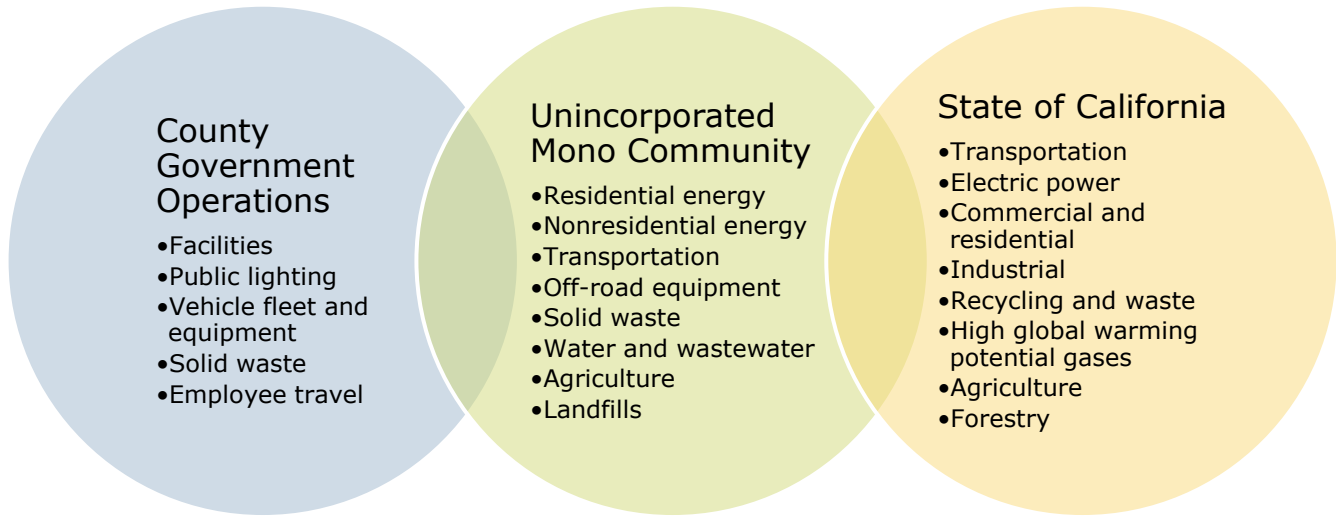 County
Government
Operations
•Facilities
•Public lighting
•Vehicle fleet and
equipment
•Solid waste
•Employee travel
Unincorporated
Mono Community
•Residential energy
•Nonresidential energy
•Transportation
•Off-road equipment
•Solid waste
•Water and wastewater
•Agriculture
•Landfills
State of California
•Transportation
•Electric power
•Commercial and
residential
•Industrial
•Recycling and waste
•High global warming
potential gases
•Agriculture
•Forestry